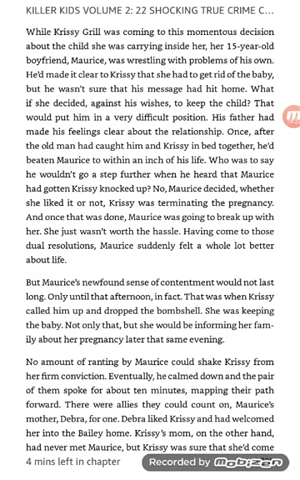 KILLER KIDS VOLUME 2: 22 SHOCKING TRUE CRIME C...
While Krissy Grill was coming to this momentous decision
about the child she was carrying inside her, her 15-year-old
boyfriend, Maurice, was wrestling with problems of his own.
He'd made it clear to Krissy that she had to get rid of the baby,
but he wasn't sure that his message had hit home. What
if she decided, against his wishes, to keep the child? That
would put him in a very difficult position. His father had
made his feelings clear about the relationship. Once, after
the old man had caught him and Krissy in bed together, he'd
beaten Maurice to within an inch of his life. Who was to say
he wouldn't go a step further when he heard that Maurice
had gotten Krissy knocked up? No, Maurice decided, whether
she liked it or not, Krissy was terminating the pregnancy.
And once that was done, Maurice was going to break up with
her. She just wasn't worth the hassle. Having come to those
dual resolutions, Maurice suddenly felt a whole lot better
about life.
But Maurice's newfound sense of contentment would not last
long. Only until that afternoon, in fact. That was when Krissy
called him up and dropped the bombshell. She was keeping
the baby. Not only that, but she would be informing her fam-
ily about her pregnancy later that same evening.
No amount of ranting by Maurice could shake Krissy from
her firm conviction. Eventually, he calmed down and the pair
of them spoke for about ten minutes, mapping their path
forward. There were allies they could count on, Maurice's
mother, Debra, for one. Debra liked Krissy and had welcomed
her into the Bailey home. Krissy's mom, on the other hand,
had never met Maurice, but Krissy was sure that she'd come
4 mins left in chapter
Recorded by mobizen